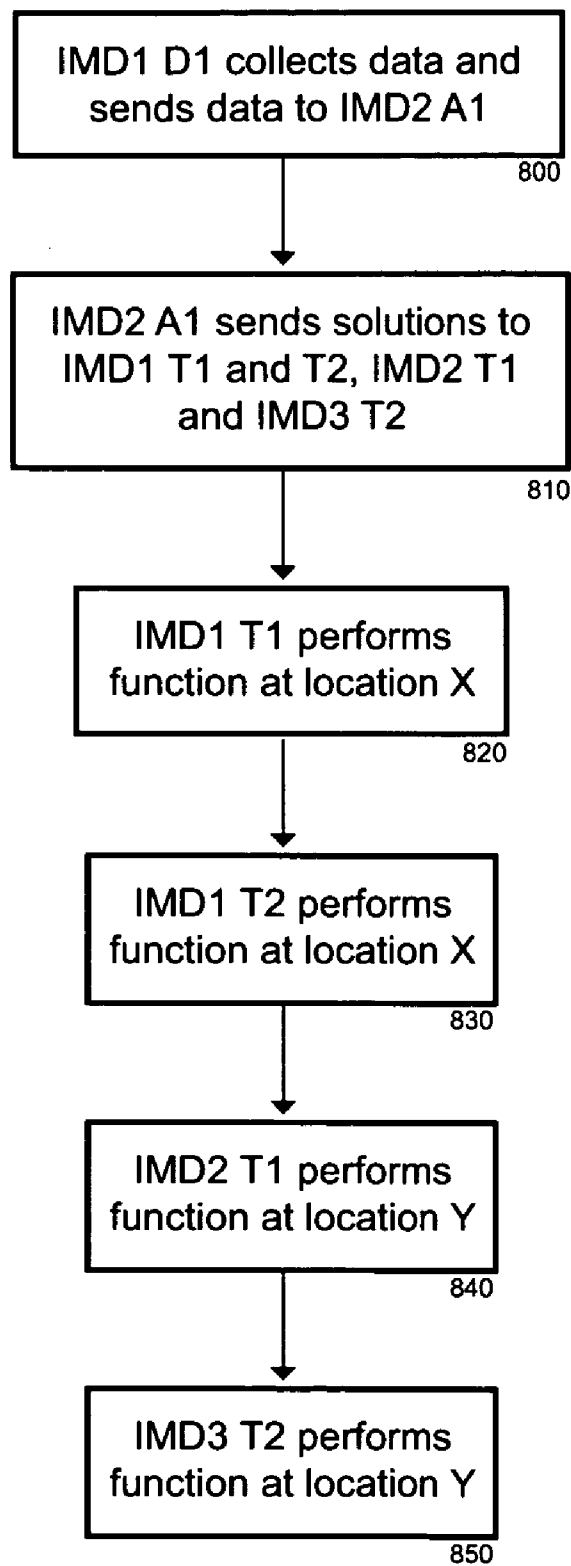 IMD1 D1 collects data and
sends data to IMD2 A1
800
IMD2 A1 sends solutions to
IMD1 T1 and T2, IMD2 T1
and IMD3 T2
810
IMD1 T1 performs
function at location X
820
IMD1 T2 performs
function at location X
830
IMD2 T1 performs
function at location Y
840
IMD3 T2 performs
function at location Y
850